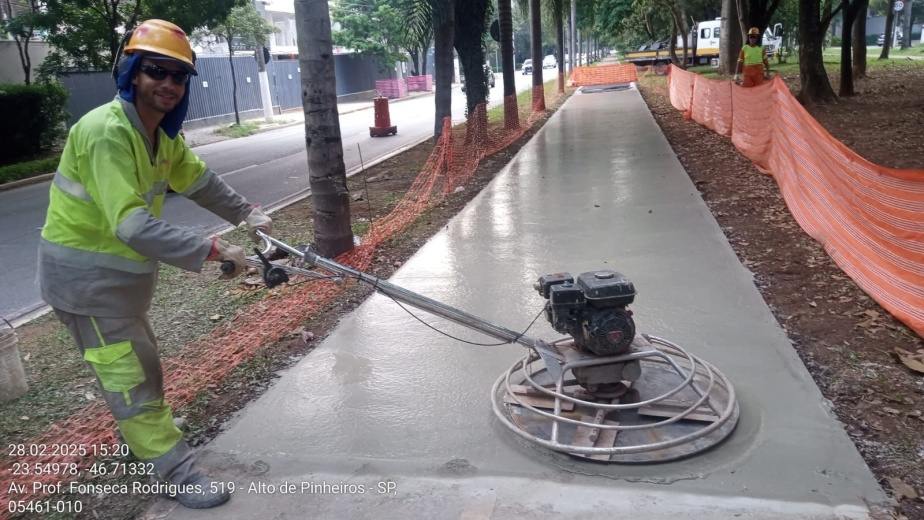 28.02.2025 15:20
-23.54978, -46.71332
Av. Prof. Fonseca Rodrigues, 519 - Alto de Pinheiros - SP,
05461-010